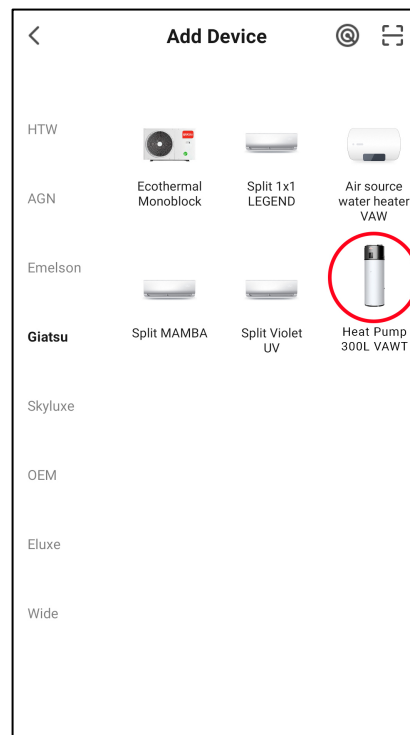 Add Device
HTW
AGN
Emelson
Giatsu
Skyluxe
OEM
Eluxe
Wide
Ecothermal
Monoblock
Split 1x1
LEGEND
Air source
water heater
VAW
Split MAMBA
Split Violet
UV
Heat Pump
300L VAWT